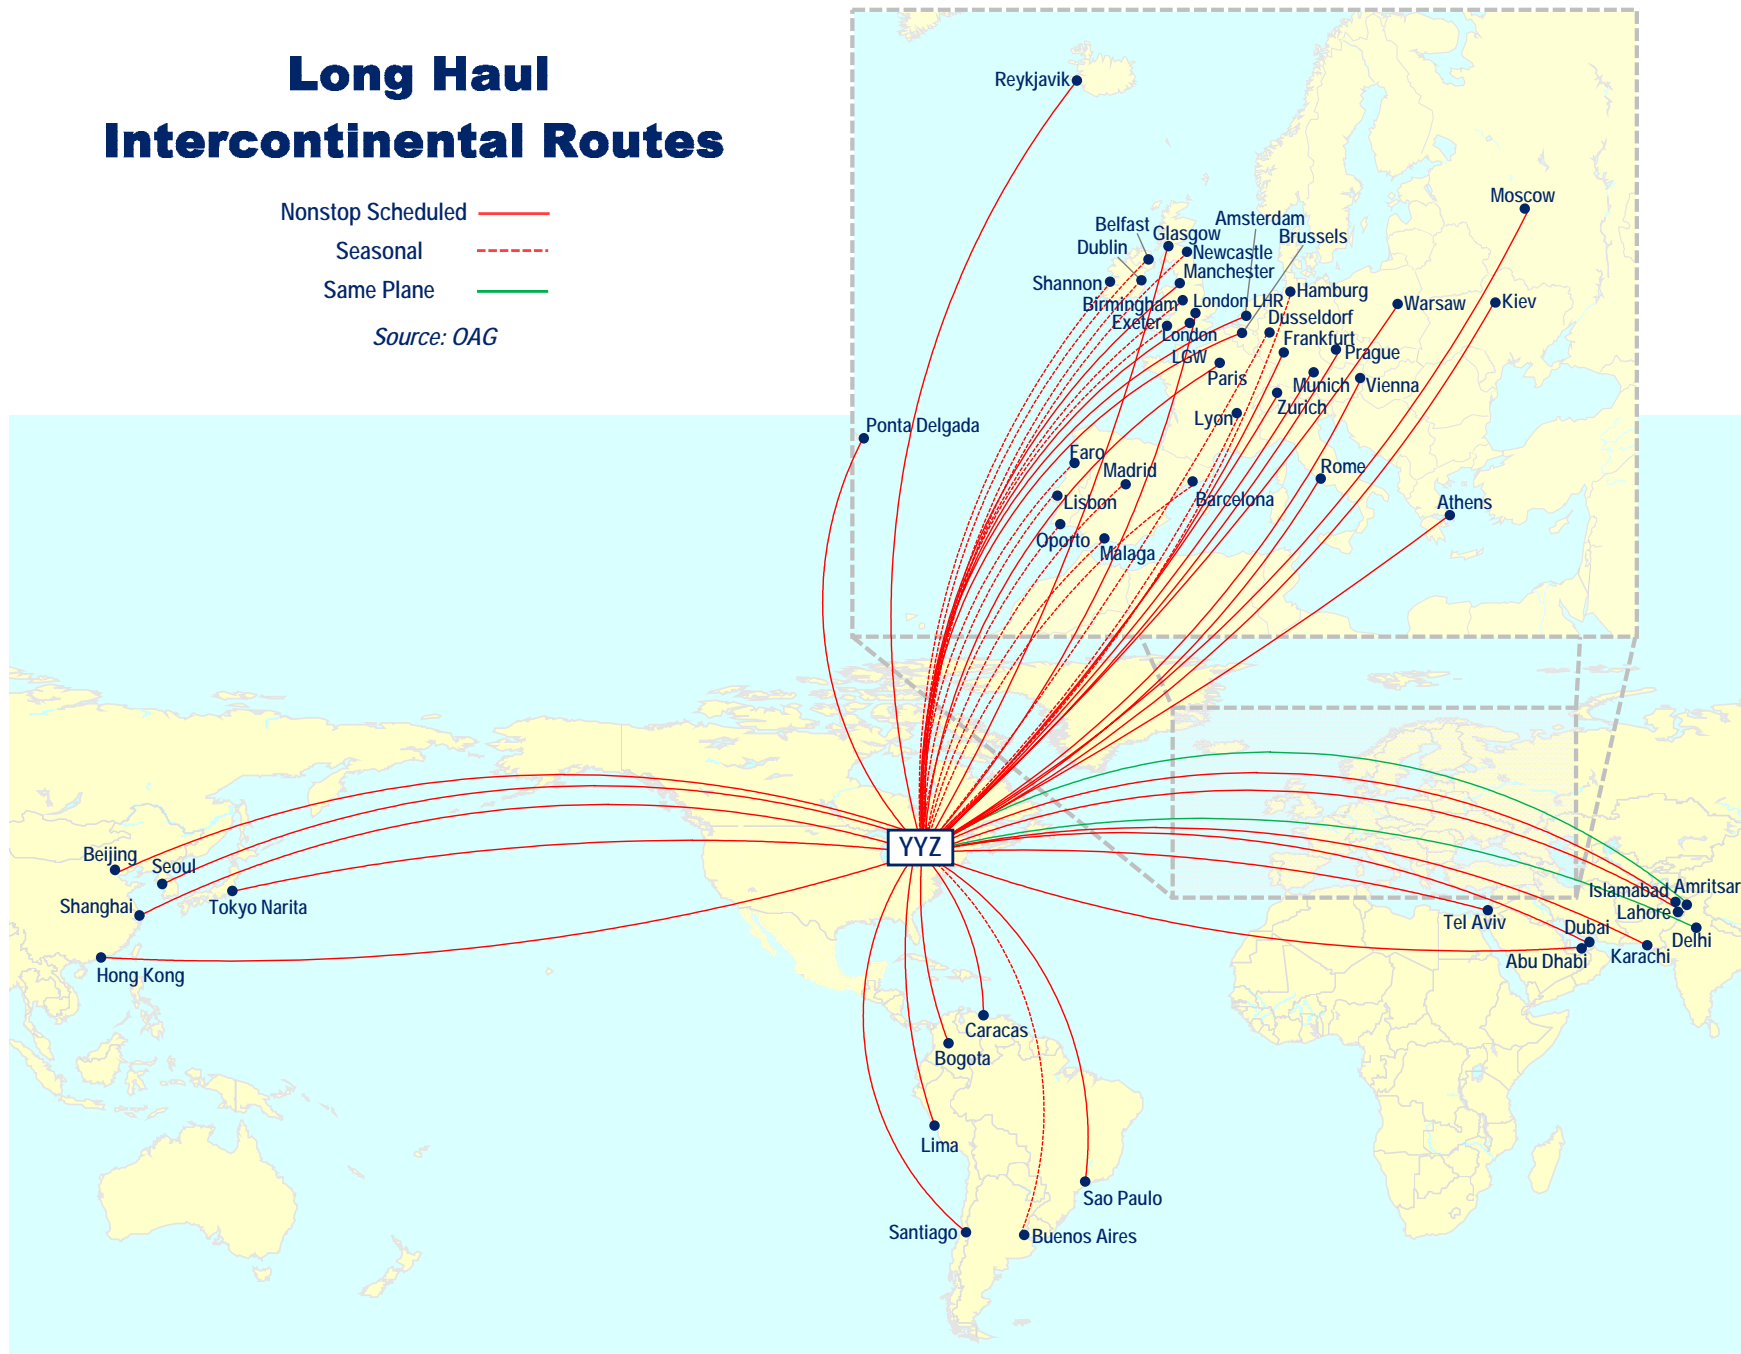 Long Haul
Intercontinental Routes
Nonstop Scheduled
Seasonal
Same Plane
Source: OAG
Reykjavik
Moscow
Amsterdam
Belfast
Glasgow
Brussels
Dublin
Newcastle
Manchester
Shannon
Hamburg
Birmingham
London LHR
Warsaw
Kiev
Exeter
Dusseldorf
London
LGW
Frankfurt
Prague
Paris
Munich
Vienna
Zurich
Lyon
Ponta Delgada
Faro
Madrid
Rome
Lisbon
Barcelona
Athens
Oporto
Malaga
YYZ
Beijing
Seoul
Shanghai
Tokyo Narita
Hong Kong
Islamabad
Amritsar
Lahore
Tel Aviv
Dubai
Delhi
Abu Dhabi
Karachi
Caracas
Bogota
Lima
Sao Paulo
Santiago
Buenos Aires